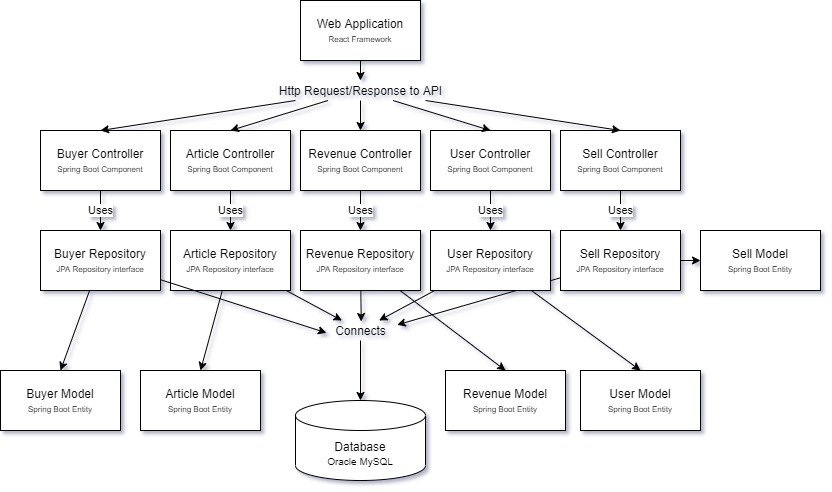 Web Application
React Framework
Http Request/Response to API
Buyer Controller
Spring Boot Component
Article Controller
Spring Boot Component
Revenue Controller
Spring Boot Component
User Controller
Spring Boot Component
Sell Controller
Spring Boot Component
Uses
Uses
Uses
Uses
Uses
Buyer Repository
JPA Repository interface
Article Repository
JPA Repository interface
Revenue Repository
JPA Repository interface
User Repository
JPA Repository interface
Sell Repository
JPA Repository interface
Sell Model
Spring Boot Entity
Connects
Buyer Model
Spring Boot Entity
Article Model
Spring Boot Entity
Revenue Model
Spring Boot Entity
User Model
Spring Boot Entity
Database
Oracle MySQL